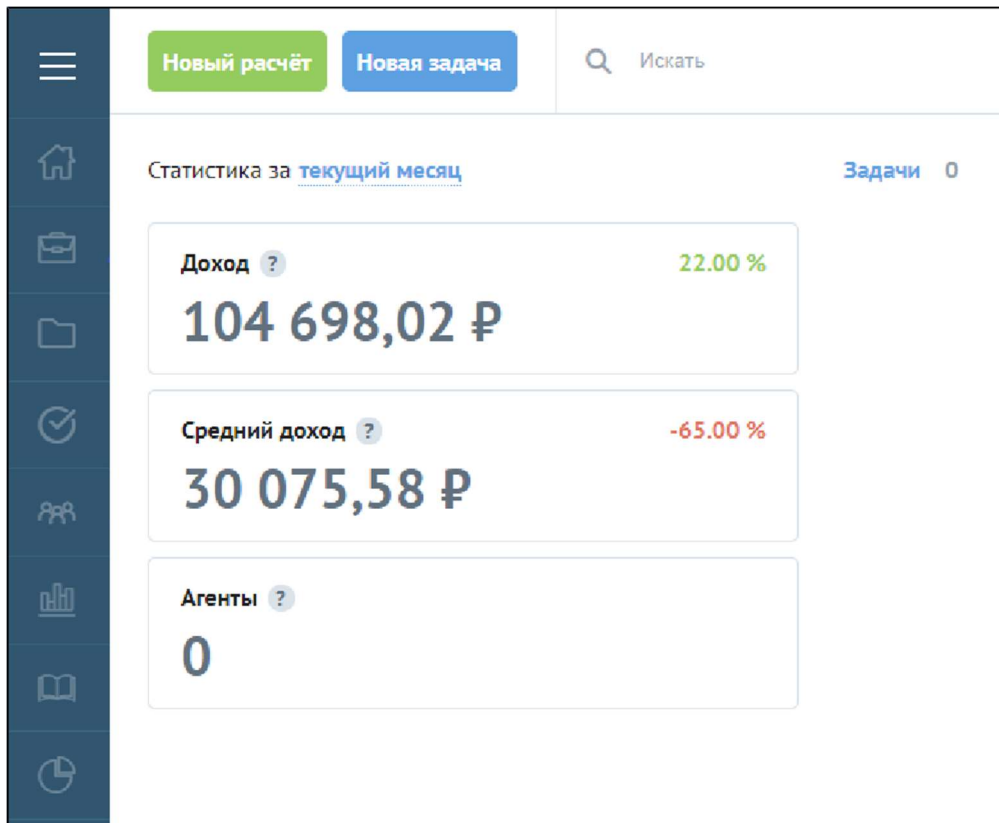 Новый расчёт
Новая задача
Искать
Статистика за текущий месяц
Задачи 0
Доход ? 22.00 %
104 698,02 ₽
Средний доход ? -65.00 %
30 075,58 ₽
Агенты ?
0